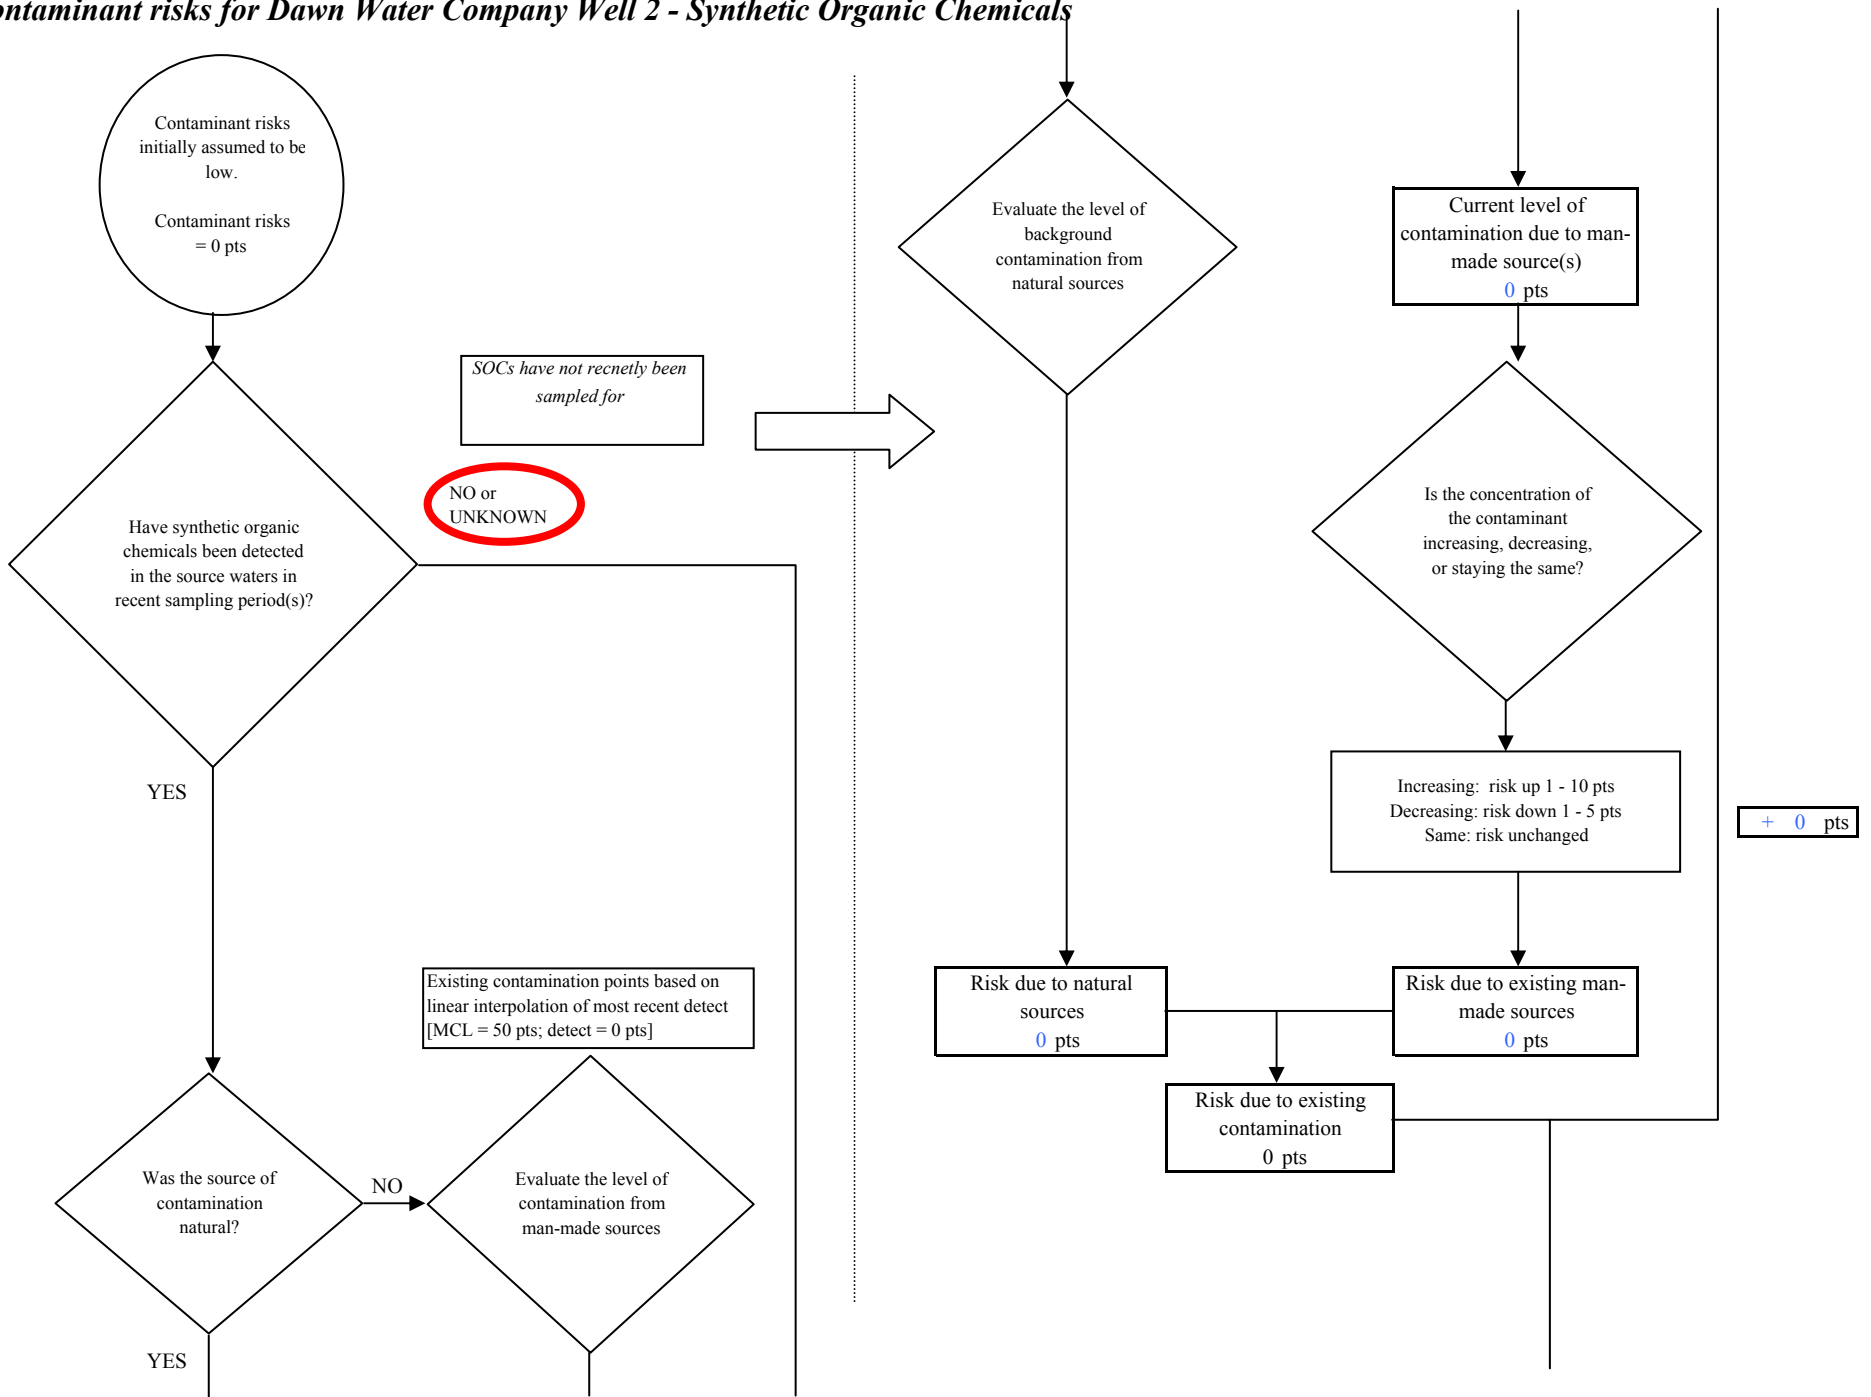 ontaminant risks for Dawn Water Company Well 2 - Synthetic Organic Chemicals
Contaminant risks
initially assumed to be
low.
Contaminant risks
= 0 pts
SOCs have not recnetly been
sampled for
NO or
UNKNOWN
Have synthetic organic
chemicals been detected
in the source waters in
recent sampling period(s)?
YES
Existing contamination points based on
linear interpolation of most recent detect
[MCL = 50 pts; detect = 0 pts]
Was the source of
contamination
natural?
NO
Evaluate the level of
contamination from
man-made sources
YES
Evaluate the level of
background
contamination from
natural sources
Current level of
contamination due to man-
made source(s)
0 pts
Is the concentration of
the contaminant
increasing, decreasing,
or staying the same?
Increasing: risk up 1 - 10 pts
Decreasing: risk down 1 - 5 pts
Same: risk unchanged
+ 0 pts
Risk due to natural
sources
0 pts
Risk due to existing man-
made sources
0 pts
Risk due to existing
contamination
0 pts